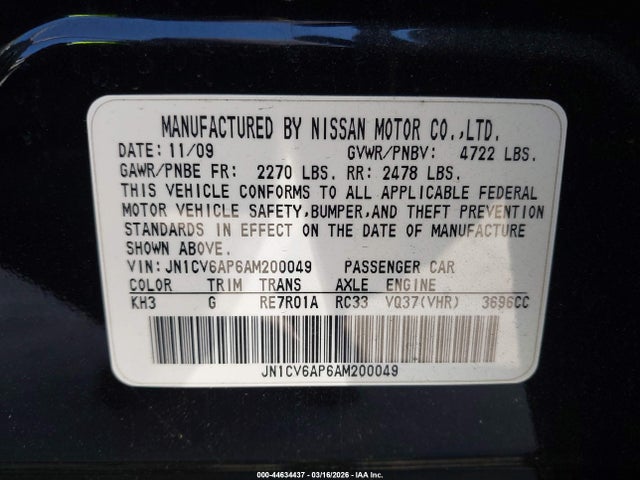 MANUFACTURED BY NISSAN MOTOR CO.,LTD.
DATE: 11/09 GVWR/PNBV: 4722 LBS.
GAWR/PNBE FR: 2270 LBS. RR: 2478 LBS.
THIS VEHICLE CONFORMS TO ALL APPLICABLE FEDERAL
MOTOR VEHICLE SAFETY,BUMPER,AND THEFT PREVENTION
STANDARDS IN EFFECT ON THE DATE OF MANUFACTURE
SHOWN ABOVE.
VIN: JN1CV6AP6AM200049 PASSENGER CAR
COLOR TRIM TRANS AXLE ENGINE
KH3 G RE7R01A RC33 VQ37(VHR) 3696CC
JN1CV6AP6AM200049
000-44634437 - 03/16/2026 - IAA Inc.